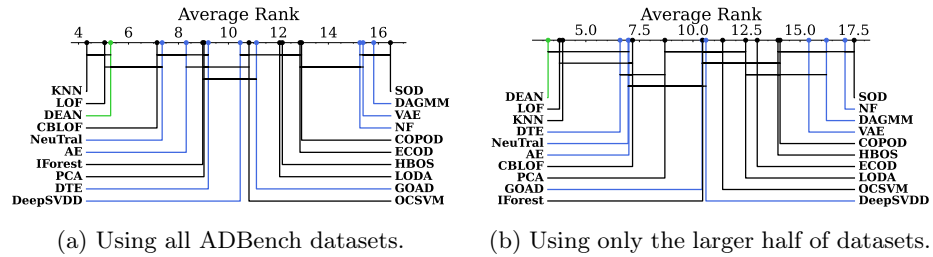 Average Rank
4 6 8 10 12 14 16
KNN
LOF
DEAN
CBLOF
NeuTral
AE
IForest
PCA
DTE
DeepSVDD
SOD
DAGMM
VAE
NF
COPOD
ECOD
HBOS
LODA
GOAD
OCSVM
(a) Using all ADBench datasets.
Average Rank
5.0 7.5 10.0 12.5 15.0 17.5
DEAN
LOF
KNN
DTE
NeuTral
AE
CBLOF
PCA
GOAD
IForest
SOD
NF
DAGMM
VAE
COPOD
HBOS
ECOD
LODA
OCSVM
DeepSVDD
(b) Using only the larger half of datasets.